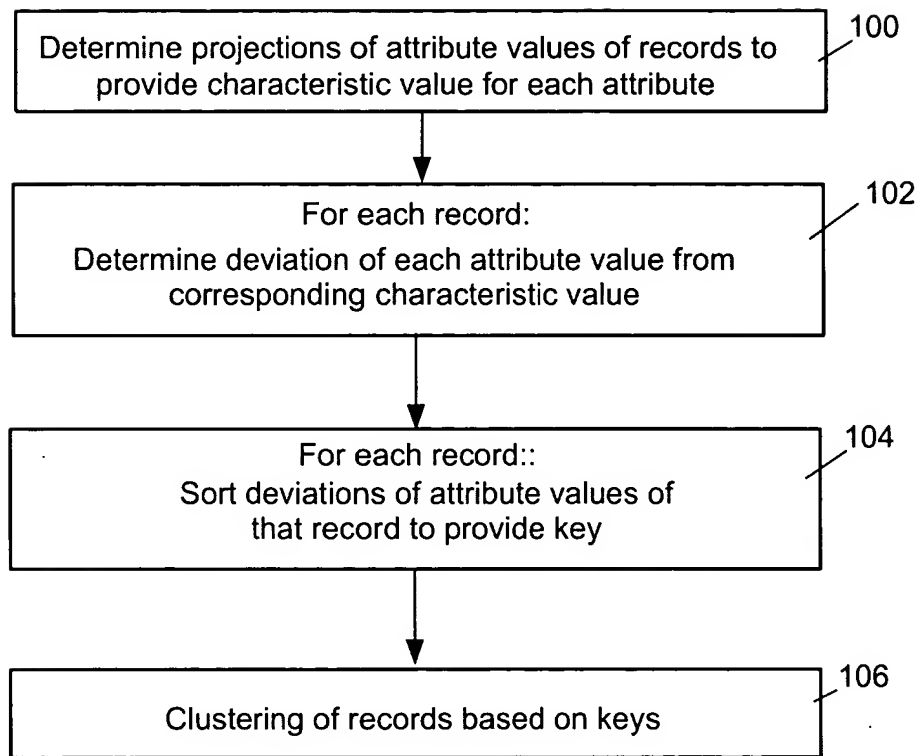 Determine projections of attribute values of records to
provide characteristic value for each attribute
100
For each record:
Determine deviation of each attribute value from
corresponding characteristic value
102
For each record::
Sort deviations of attribute values of
that record to provide key
104
Clustering of records based on keys
106